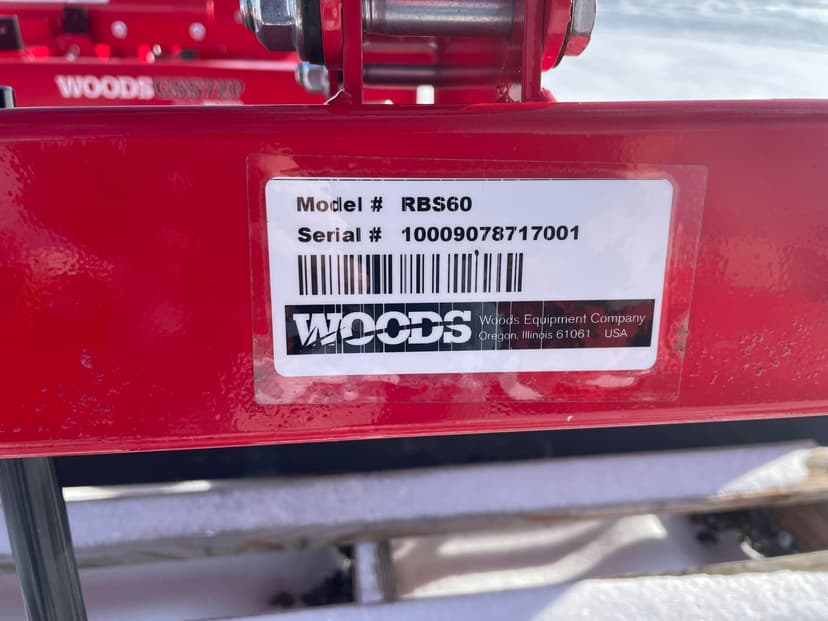 WOODS
Model # RBS60
Serial # 10009078717001
WOODS
Woods Equipment Company
Oregon, Illinois 61061 USA